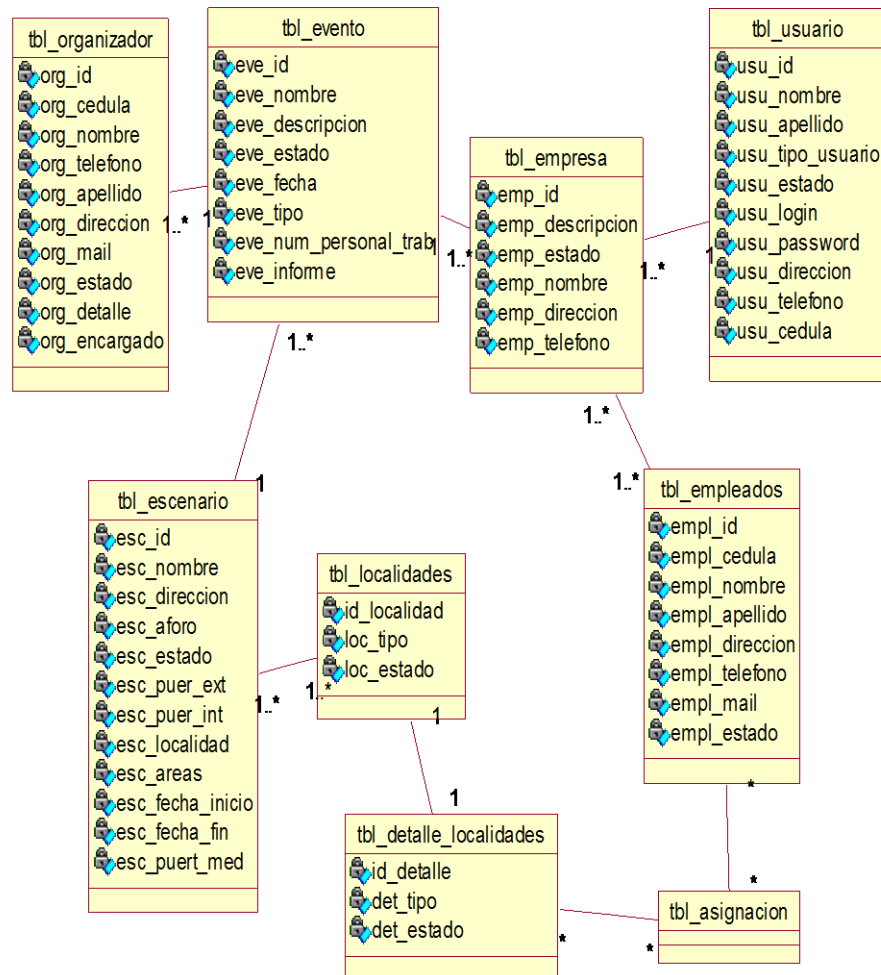 tbl_organizador
org_id
org_cedula
org_nombre
org_telefono
org_apellido
org_direccion
org_mail
org_estado
org_detalle
org_encargado
1..*
tbl_evento
eve_id
eve_nombre
eve_descripcion
eve_estado
eve_fecha
eve_tipo
eve_num_personal_trab
eve_informe
1
1
1..*
tbl_empresa
emp_id
emp_descripcion
emp_estado
emp_nombre
emp_direccion
emp_telefono
1..*
1..*
1..*
tbl_usuario
usu_id
usu_nombre
usu_apellido
usu_tipo_usuario
usu_estado
usu_login
usu_password
usu_direccion
usu_telefono
usu_cedula
1
tbl_escenario
esc_id
esc_nombre
esc_direccion
esc_aforo
esc_estado
esc_puer_ext
esc_puer_int
esc_localidad
esc_areas
esc_fecha_inicio
esc_fecha_fin
esc_puert_med
1
1..*
tbl_localidades
id_localidad
loc_tipo
loc_estado
1..*
1
tbl_empleados
empl_id
empl_cedula
empl_nombre
empl_apellido
empl_direccion
empl_telefono
empl_mail
empl_estado
1..*
*
tbl_detalle_localidades
id_detalle
det_tipo
det_estado
1
*
tbl_asignacion
*
*